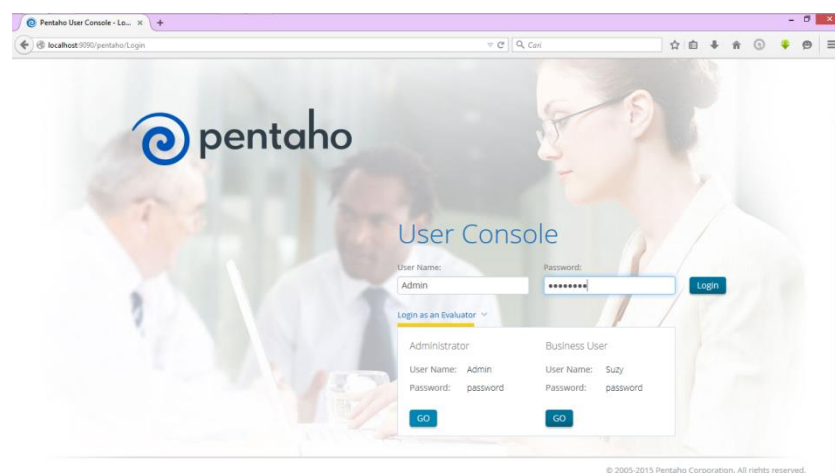 Pentaho User Console - Lo...
localhost:9090/pentaho/Login
Cari
pentaho
User Console
User Name: Password:
Admin ●●●●●●●● Login
Login as an Evaluator
Administrator Business User
User Name: Admin User Name: Suzy
Password: password Password: password
GO GO
© 2005-2015 Pentaho Corporation. All rights reserved.